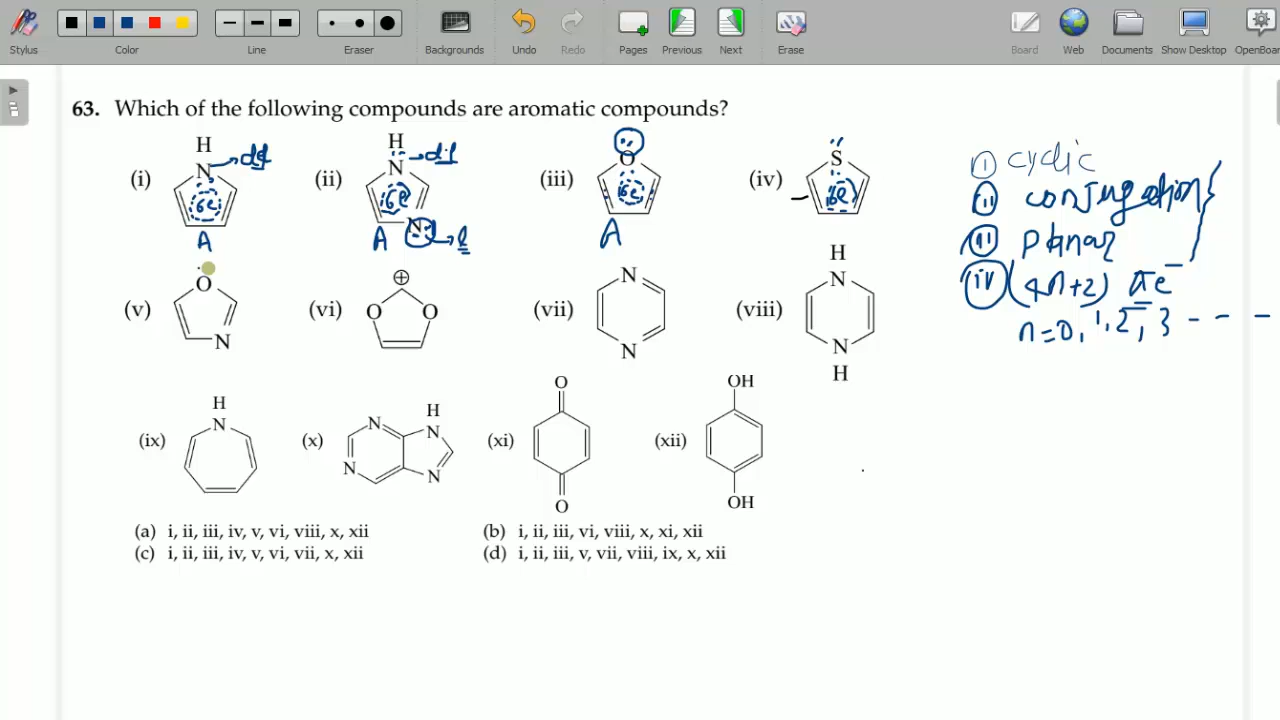 Stylus Color Line Eraser Backgrounds Undo Redo Pages Previous Next Erase Board Web Documents Show Desktop OpenBoar
63. Which of the following compounds are aromatic compounds?
(i) H N → dl 6e A
(ii) H N → dl 6e N → l A
(iii) O 6e A
(iv) S 6e
(i) cyclic
(ii) conjugation
(iii) planar
(iv) (4n+2) πe⁻
n=0, 1, 2, 3 - - -
(v) O N
(vi) ⊕ O O
(vii) N N
(viii) H N N H
(ix) H N
(x) N N H N N
(xi) O O
(xii) OH OH
(a) i, ii, iii, iv, v, vi, viii, x, xii
(b) i, ii, iii, vi, viii, x, xi, xii
(c) i, ii, iii, iv, v, vi, vii, x, xii
(d) i, ii, iii, v, vii, viii, ix, x, xii